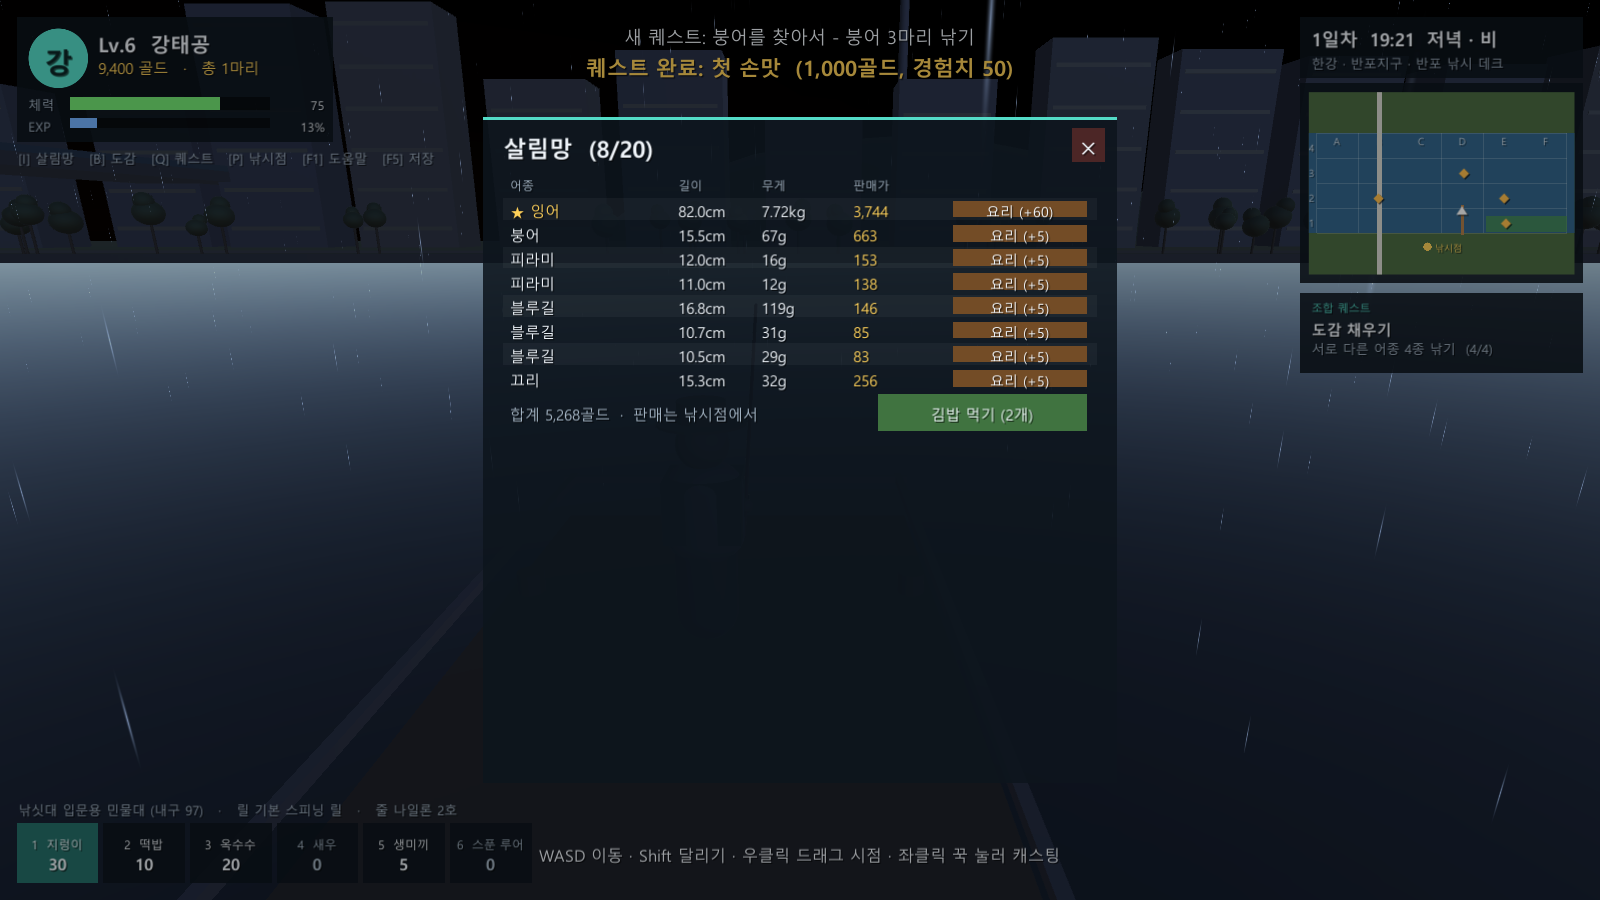 강
Lv.6 강태공
9,400 골드 · 총 1마리
체력 75
EXP 13%
[I] 살림망 [B] 도감 [Q] 퀘스트 [P] 낚시점 [F1] 도움말 [F5] 저장
새 퀘스트: 붕어를 찾아서 - 붕어 3마리 낚기
퀘스트 완료: 첫 손맛 (1,000골드, 경험치 50)
1일차 19:21 저녁 · 비
한강 · 반포지구 · 반포 낚시 데크
A C D E F
4
3
2
1
낚시점
조합 퀘스트
도감 채우기
서로 다른 어종 4종 낚기 (4/4)
살림망 (8/20)
×
어종 길이 무게 판매가
★ 잉어 82.0cm 7.72kg 3,744 요리 (+60)
붕어 15.5cm 67g 663 요리 (+5)
피라미 12.0cm 16g 153 요리 (+5)
피라미 11.0cm 12g 138 요리 (+5)
블루길 16.8cm 119g 146 요리 (+5)
블루길 10.7cm 31g 85 요리 (+5)
블루길 10.5cm 29g 83 요리 (+5)
끄리 15.3cm 32g 256 요리 (+5)
합계 5,268골드 · 판매는 낚시점에서
김밥 먹기 (2개)
낚싯대 입문용 민물대 (내구 97) · 릴 기본 스피닝 릴 · 줄 나일론 2호
1 지렁이 30
2 떡밥 10
3 옥수수 20
4 새우 0
5 생미끼 5
6 스푼 루어 0
WASD 이동 · Shift 달리기 · 우클릭 드래그 시점 · 좌클릭 꾹 눌러 캐스팅